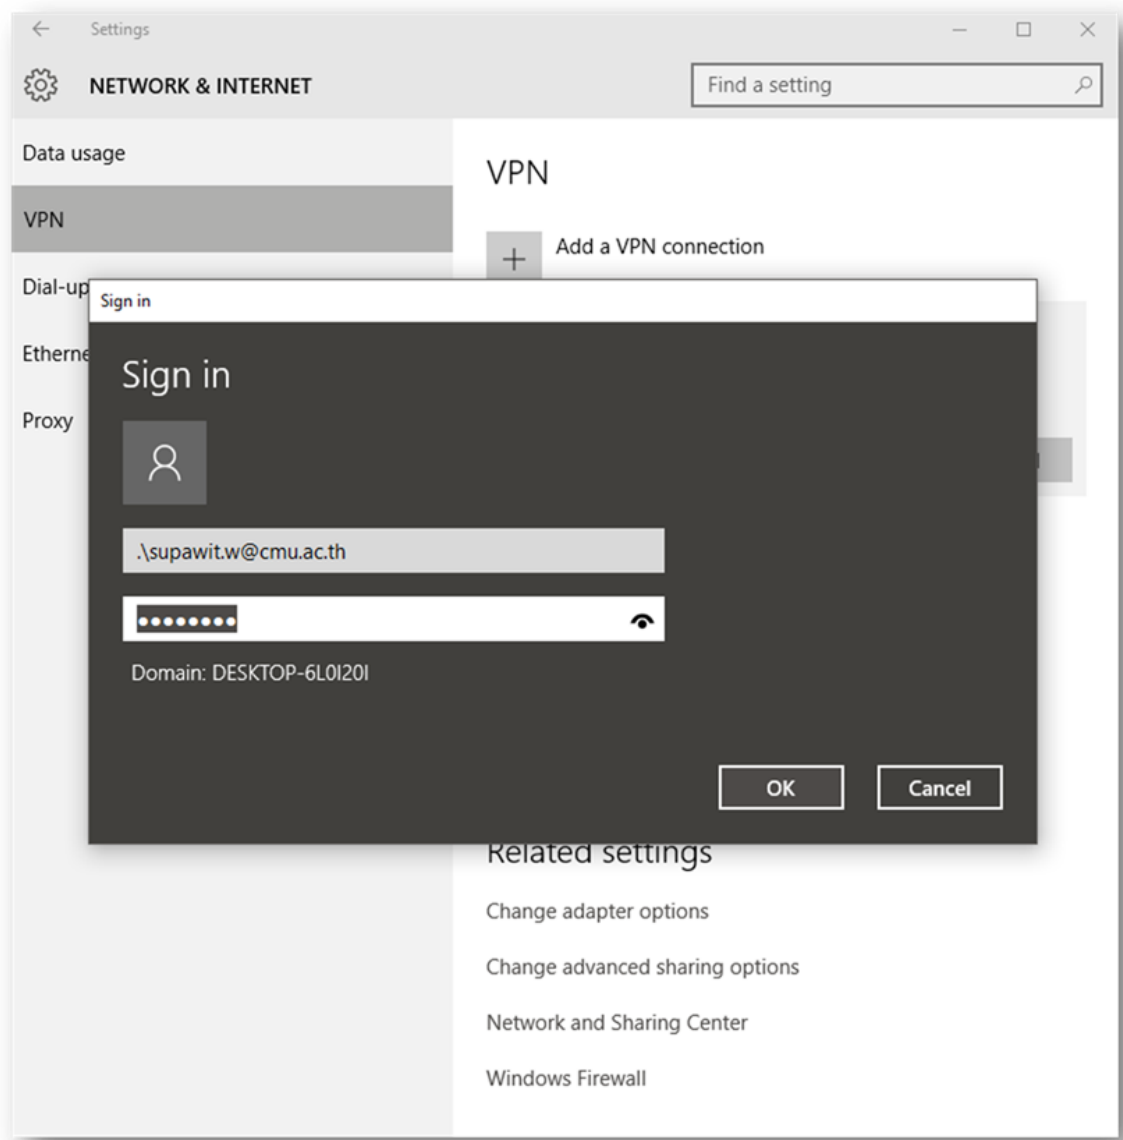 Settings
NETWORK & INTERNET
Find a setting
Data usage
VPN
Dial-up
Etherne
Proxy
VPN
Add a VPN connection
Sign in
Sign in
.\supawit.w@cmu.ac.th
••••••••
Domain: DESKTOP-6L0I20I
OK
Cancel
Related settings
Change adapter options
Change advanced sharing options
Network and Sharing Center
Windows Firewall